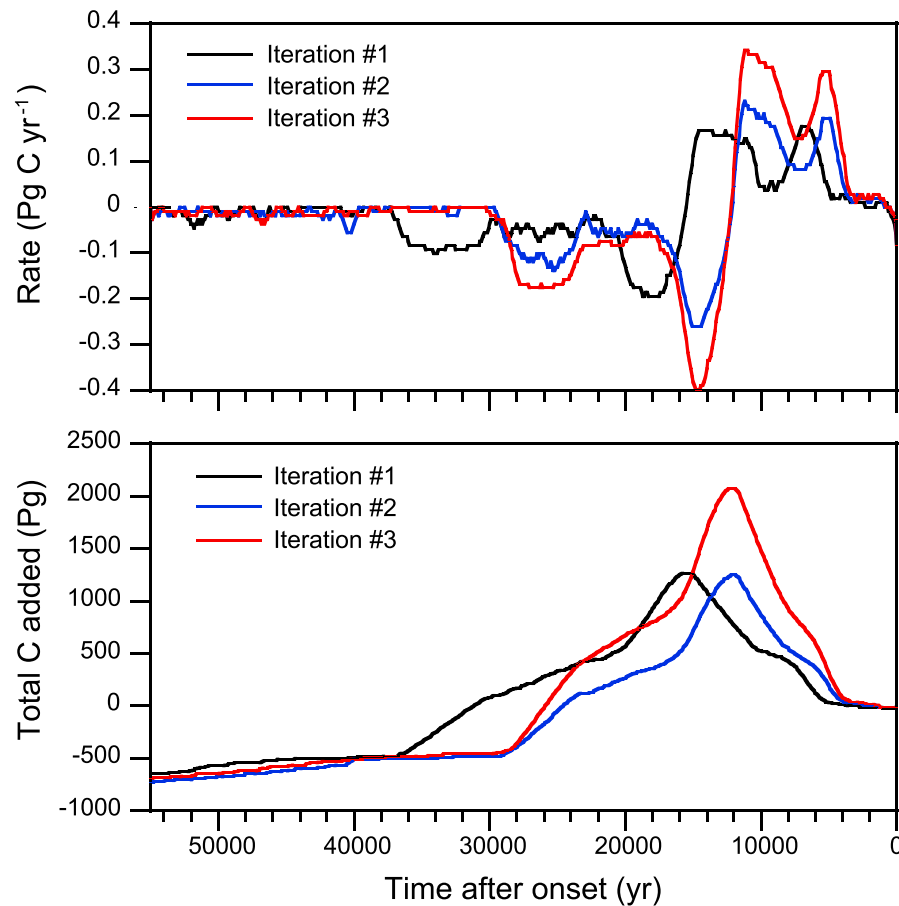 Rate (Pg C yr-1)
0.4
0.3
0.2
0.1
0
-0.1
-0.2
-0.3
-0.4
Iteration #1
Iteration #2
Iteration #3
Total C added (Pg)
2500
2000
1500
1000
500
0
-500
-1000
Iteration #1
Iteration #2
Iteration #3
50000 40000 30000 20000 10000 0
Time after onset (yr)